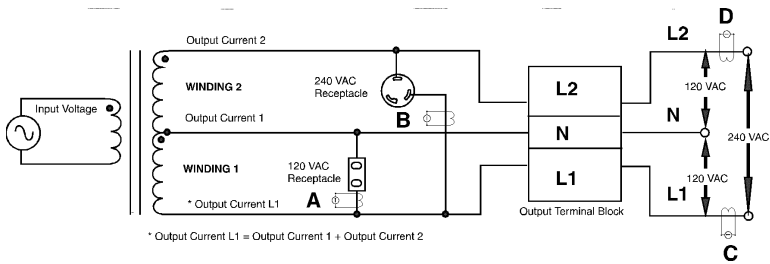 Output Current 2
D
L2
240 VAC
Receptacle
WINDING 2
L2
120 VAC
Input Voltage
Output Current 1
B
N
N
240 VAC
WINDING 1
120 VAC
Receptacle
L1
120 VAC
L1
* Output Current L1
A
Output Terminal Block
C
* Output Current L1 = Output Current 1 + Output Current 2